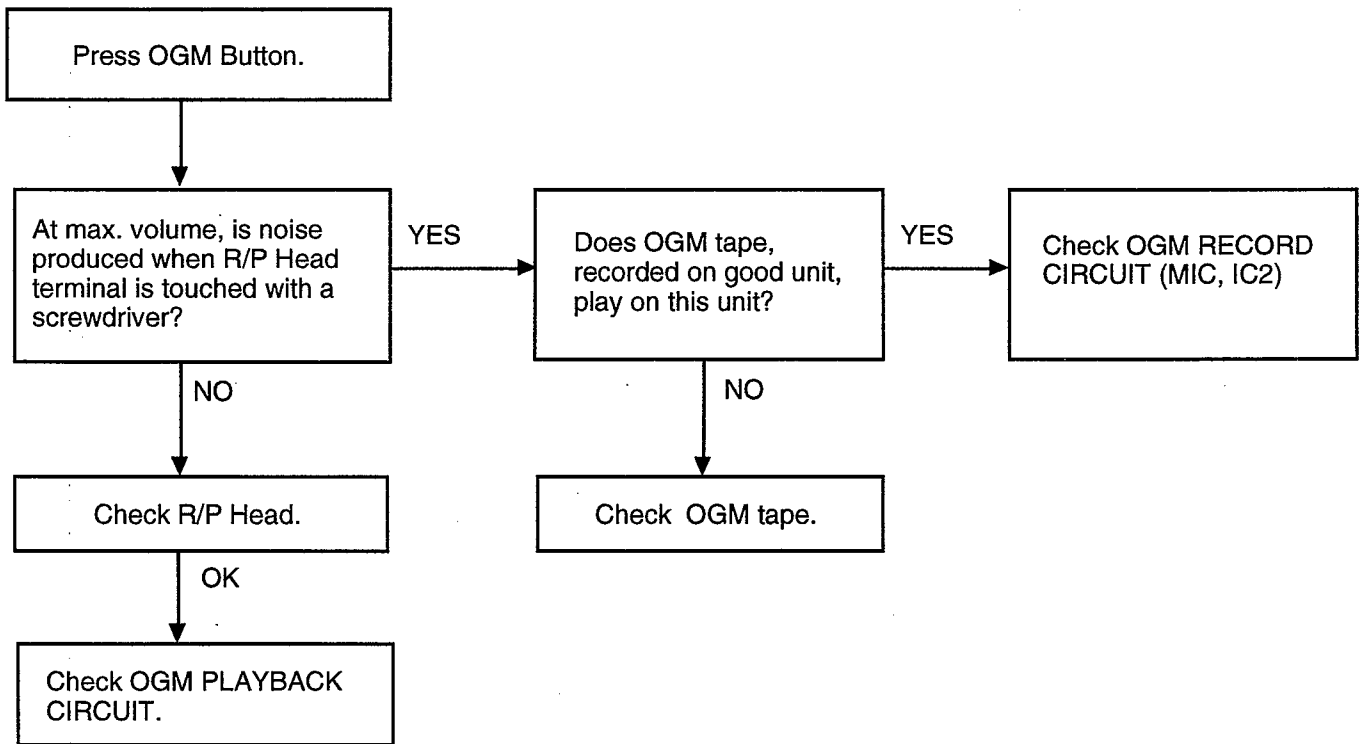 Press OGM Button.
At max. volume, is noise
produced when R/P Head
terminal is touched with a
screwdriver?
YES
Does OGM tape,
recorded on good unit,
play on this unit?
YES
Check OGM RECORD
CIRCUIT (MIC, IC2)
NO
NO
Check R/P Head.
Check OGM tape.
OK
Check OGM PLAYBACK
CIRCUIT.